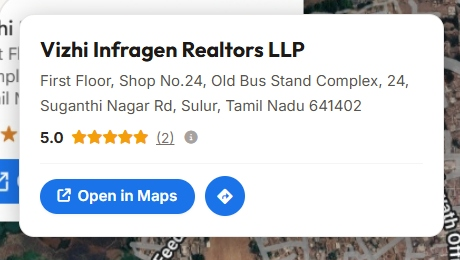 Vizhi Infragen Realtors LLP
First Floor, Shop No.24, Old Bus Stand Complex, 24,
Suganthi Nagar Rd, Sulur, Tamil Nadu 641402
5.0 (2)
Open in Maps